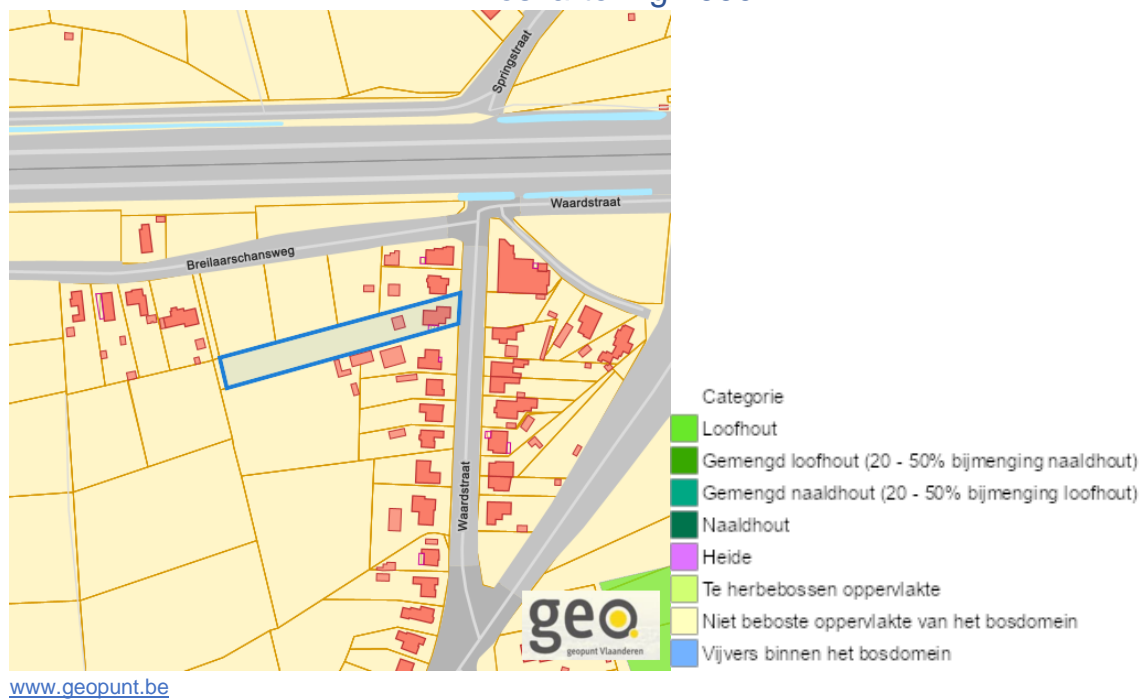 Springstraat
Waardstraat
Breilaarschansweg
Waardstraat
Categorie
Loofhout
Gemengd loofhout (20 - 50% bijmenging naaldhout)
Gemengd naaldhout (20 - 50% bijmenging loofhout)
Naaldhout
Heide
Te herbebossen oppervlakte
Niet beboste oppervlakte van het bosdomein
Vijvers binnen het bosdomein
geo.
geopunt Vlaanderen
www.geopunt.be